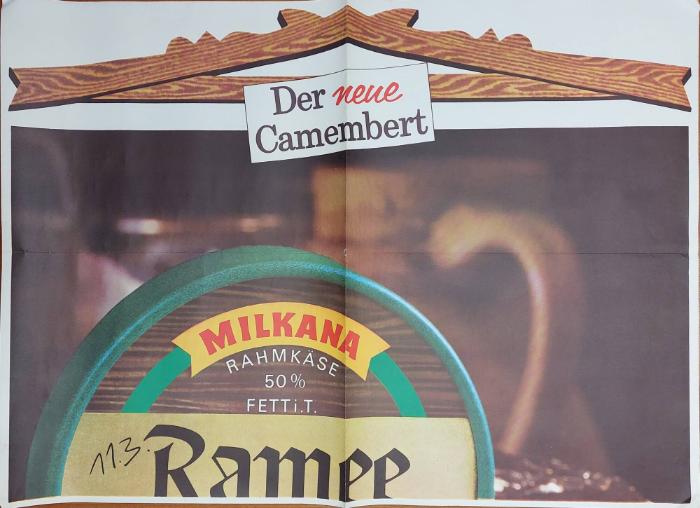 Der neue
Camembert
MILKANA
RAHMKÄSE
50%
FETT i.T.
11.3.
Ramee